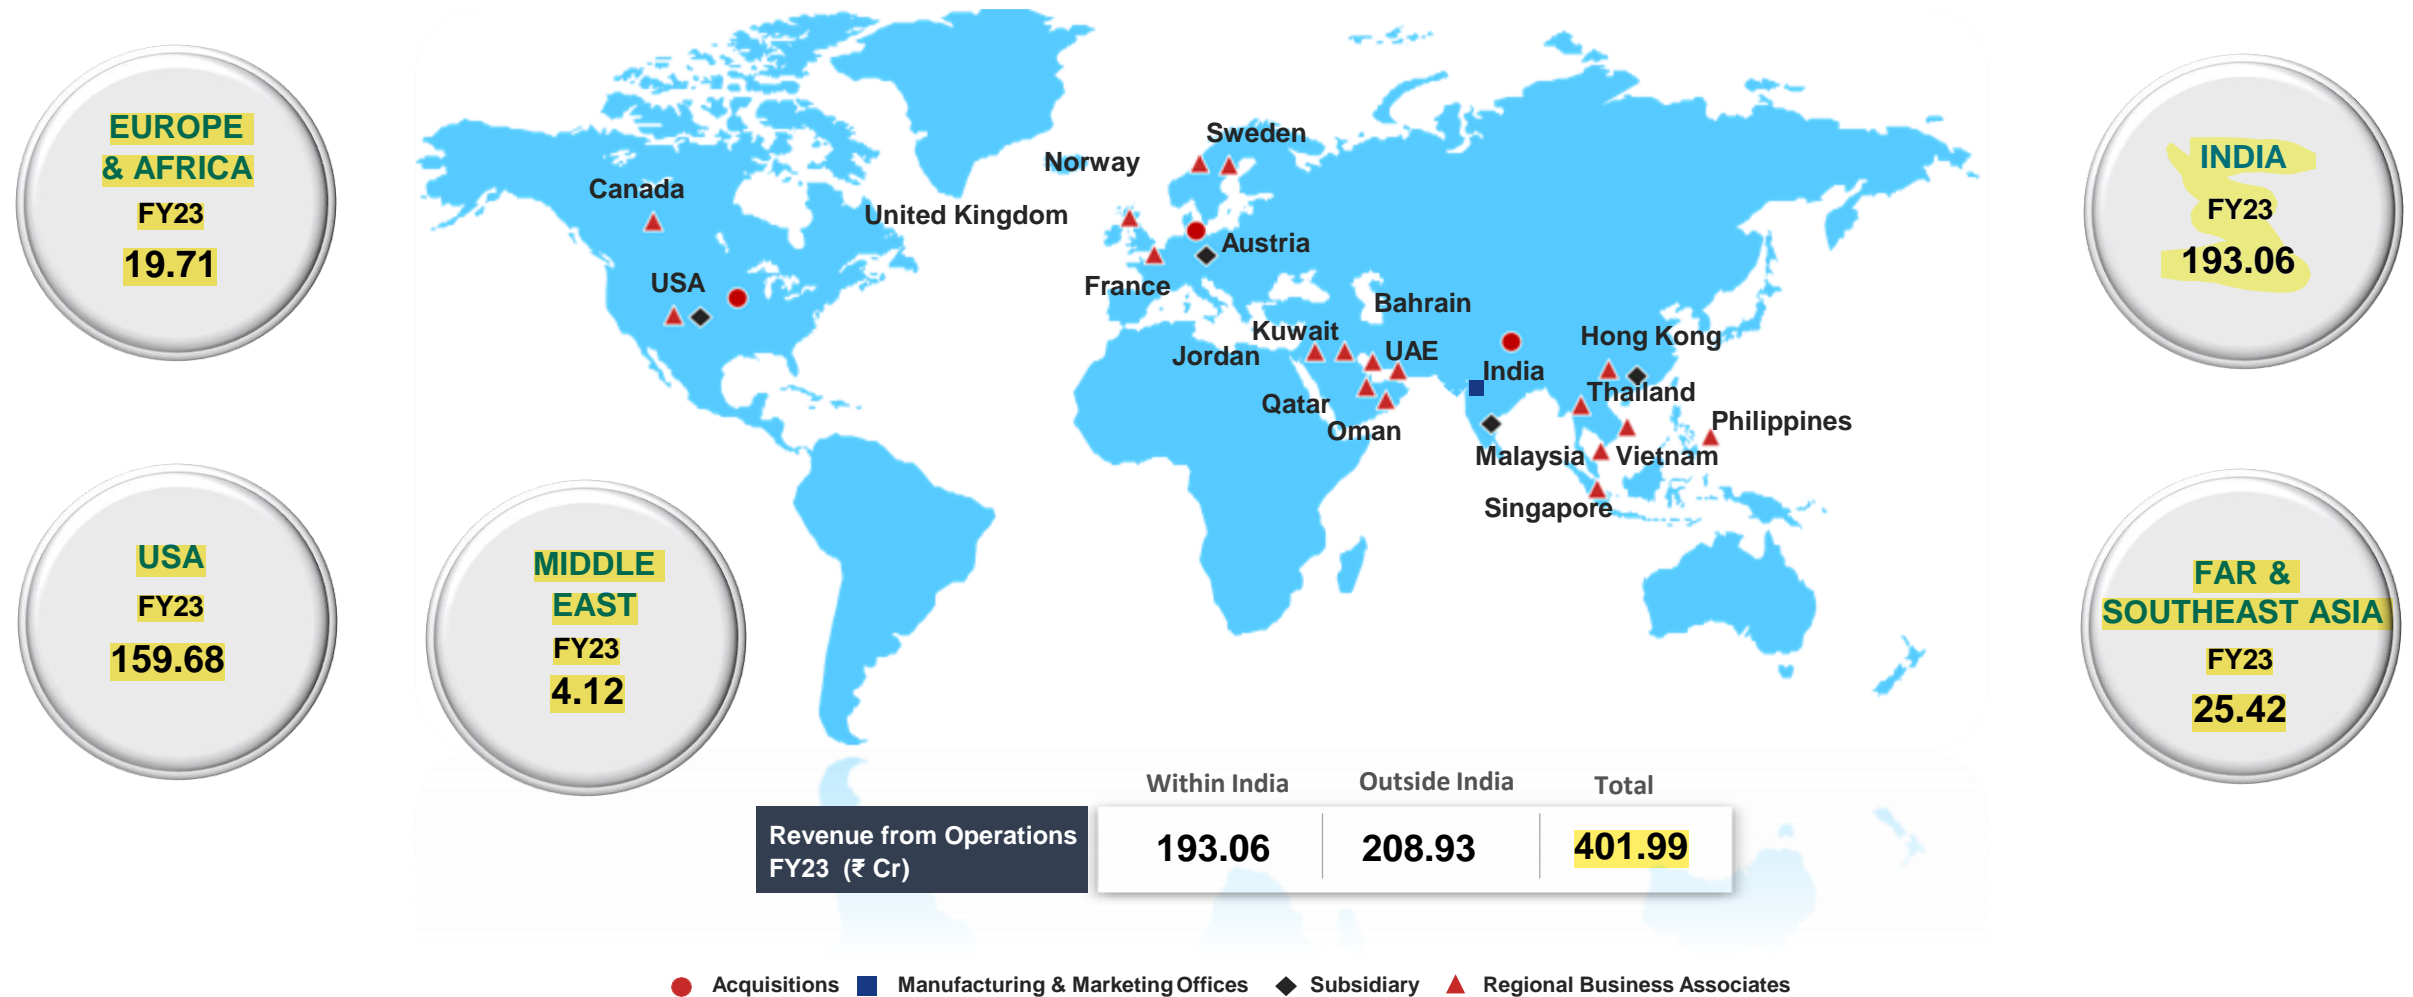 EUROPE
& AFRICA
FY23
19.71
USA
FY23
159.68
MIDDLE
EAST
FY23
4.12
Canada
USA
Sweden
Norway
United Kingdom
Austria
France
Bahrain
Kuwait
Jordan
UAE
Qatar
Oman
India
Hong Kong
Thailand
Philippines
Malaysia
Vietnam
Singapore
INDIA
FY23
193.06
FAR &
SOUTHEAST ASIA
FY23
25.42
Within India Outside India Total
Revenue from Operations
FY23 (₹ Cr)
193.06 208.93 401.99
Acquisitions Manufacturing & Marketing Offices Subsidiary Regional Business Associates